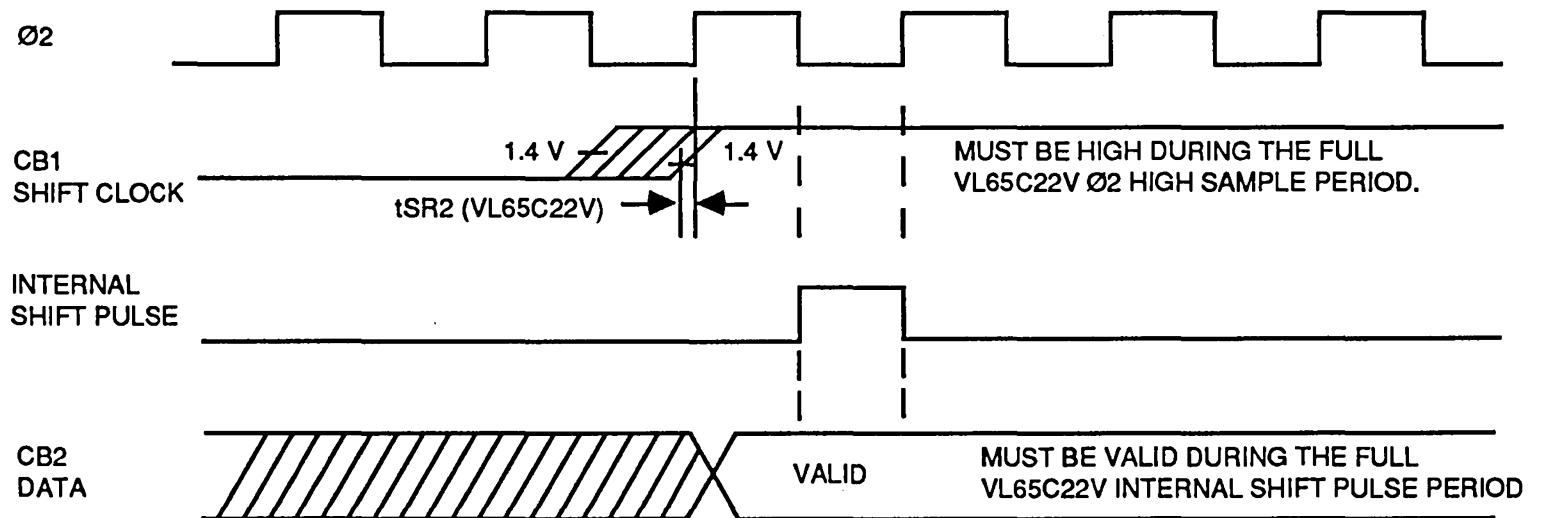 Ø2
CB1
SHIFT CLOCK
1.4 V
1.4 V
MUST BE HIGH DURING THE FULL
VL65C22V Ø2 HIGH SAMPLE PERIOD.
tSR2 (VL65C22V)
INTERNAL
SHIFT PULSE
CB2
DATA
VALID
MUST BE VALID DURING THE FULL
VL65C22V INTERNAL SHIFT PULSE PERIOD